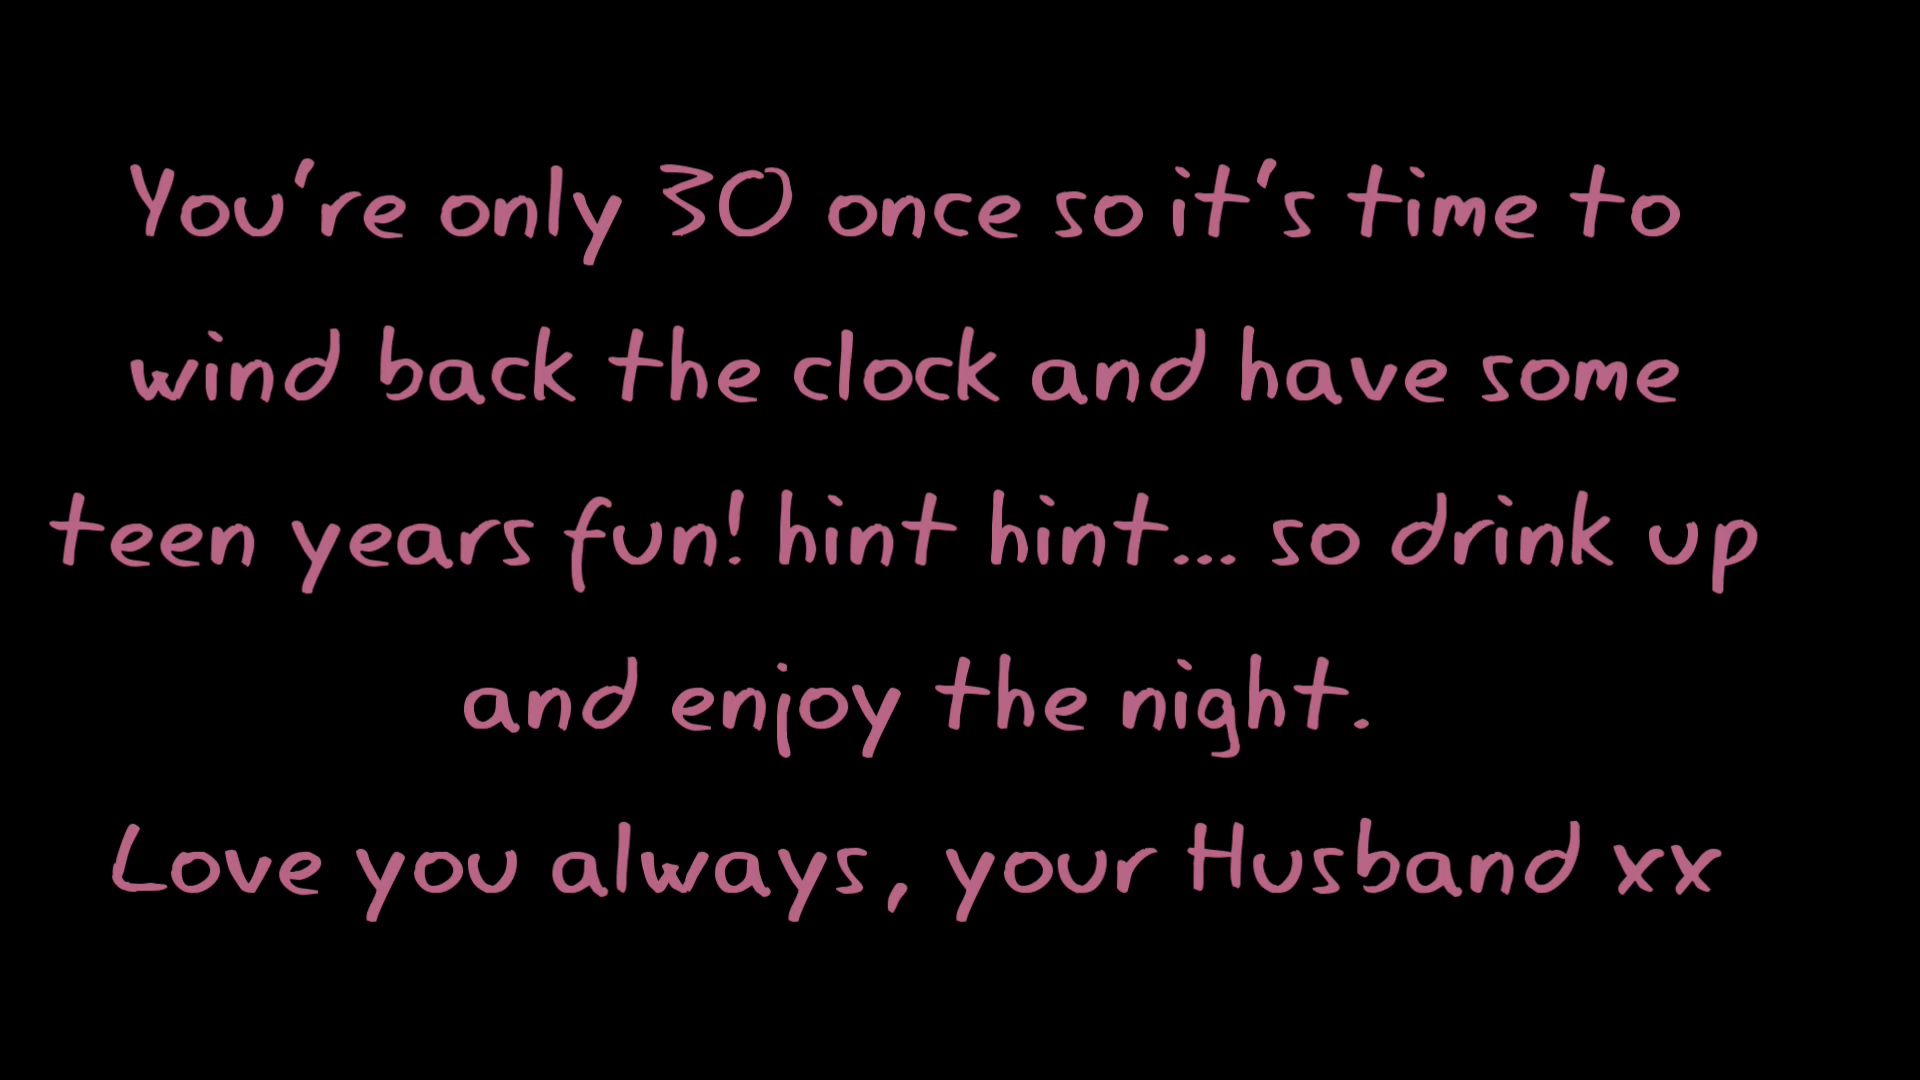 You're only 30 once so it's time to
wind back the clock and have some
teen years fun! hint hint... so drink up
and enjoy the night.
Love you always, your Husband xx